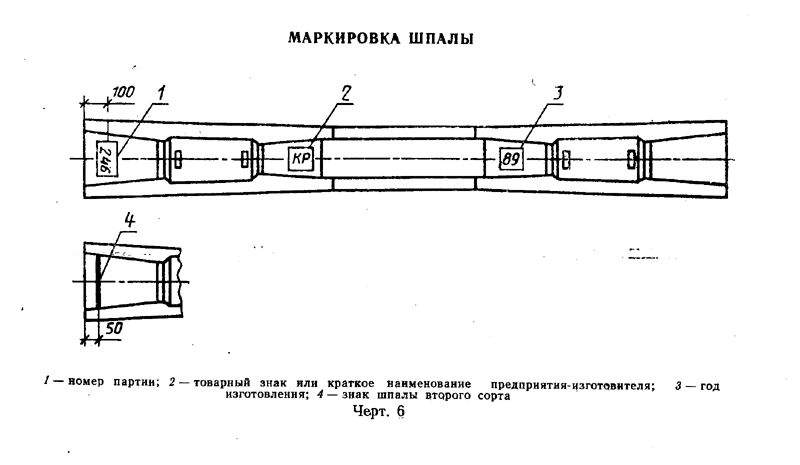 МАРКИРОВКА ШПАЛЫ
100 1 2 3
246 КР 89
4
50
1 — номер партии; 2 — товарный знак или краткое наименование предприятия-изготовителя; 3 — год
изготовления; 4 — знак шпалы второго сорта
Черт. 6